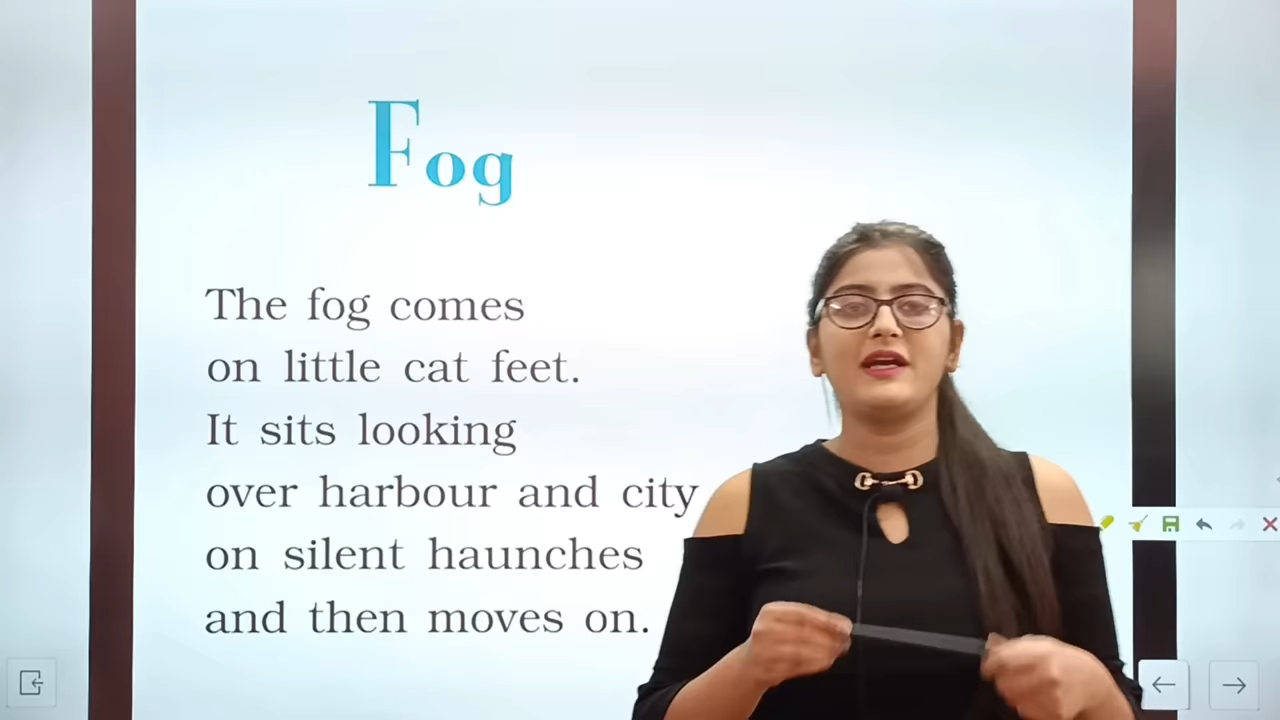 Fog
The fog comes
on little cat feet.
It sits looking
over harbour and city
on silent haunches
and then moves on.